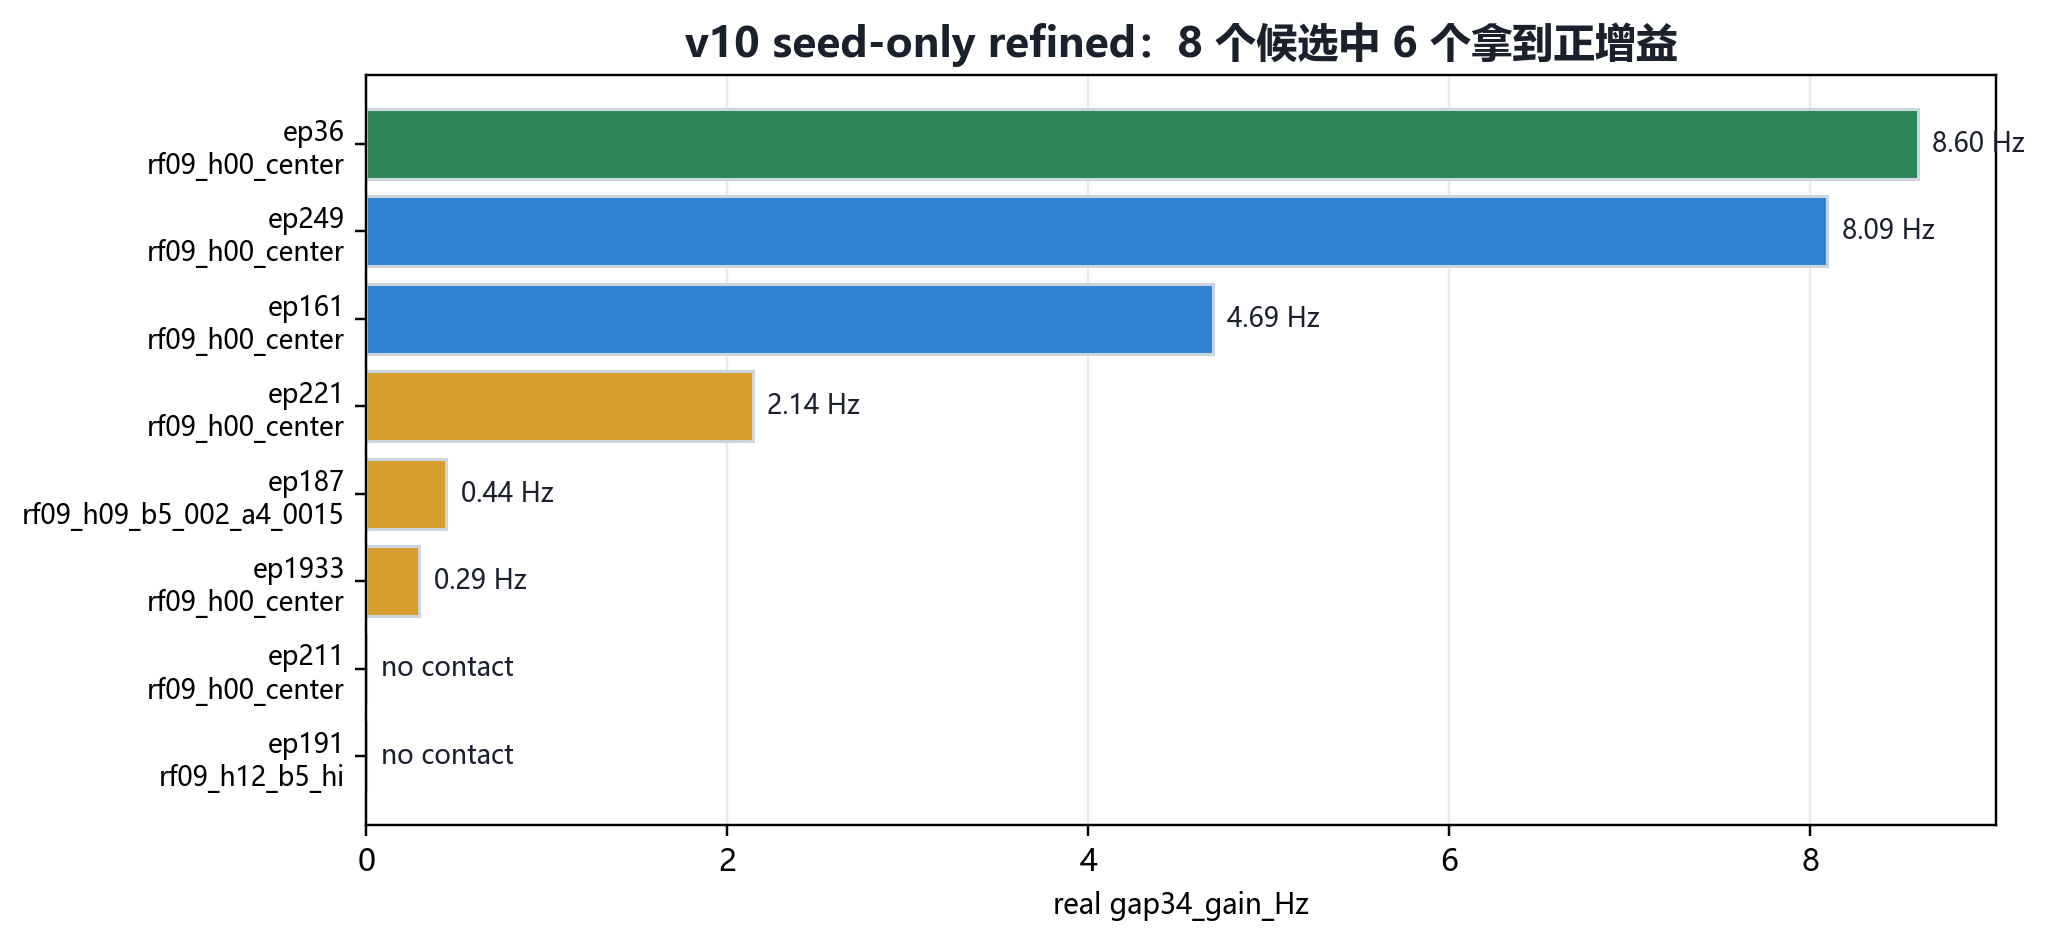 v10 seed-only refined：8 个候选中 6 个拿到正增益
ep36
rf09_h00_center
8.60 Hz
ep249
rf09_h00_center
8.09 Hz
ep161
rf09_h00_center
4.69 Hz
ep221
rf09_h00_center
2.14 Hz
ep187
rf09_h09_b5_002_a4_0015
0.44 Hz
ep1933
rf09_h00_center
0.29 Hz
ep211
rf09_h00_center
no contact
ep191
rf09_h12_b5_hi
no contact
0 2 4 6 8
real gap34_gain_Hz